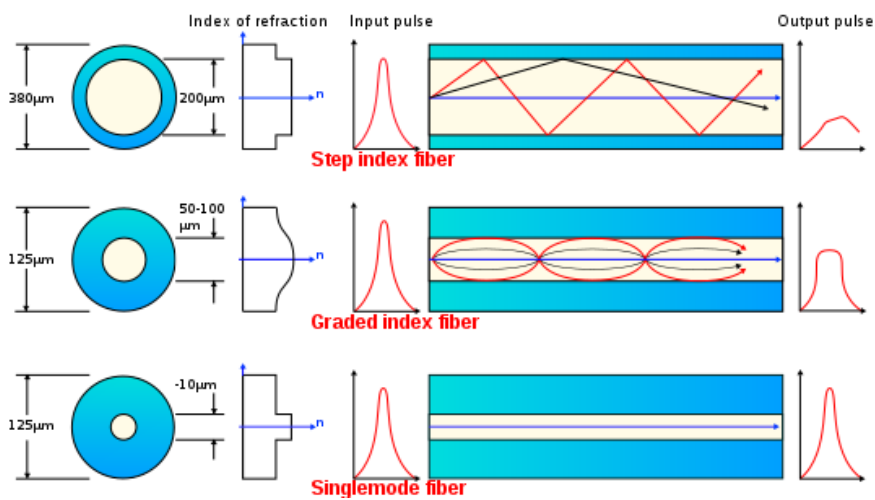 Index of refraction
Input pulse
Output pulse
380µm
200µm
n
Step index fiber
50-100
µm
125µm
n
Graded index fiber
-10µm
125µm
n
Singlemode fiber